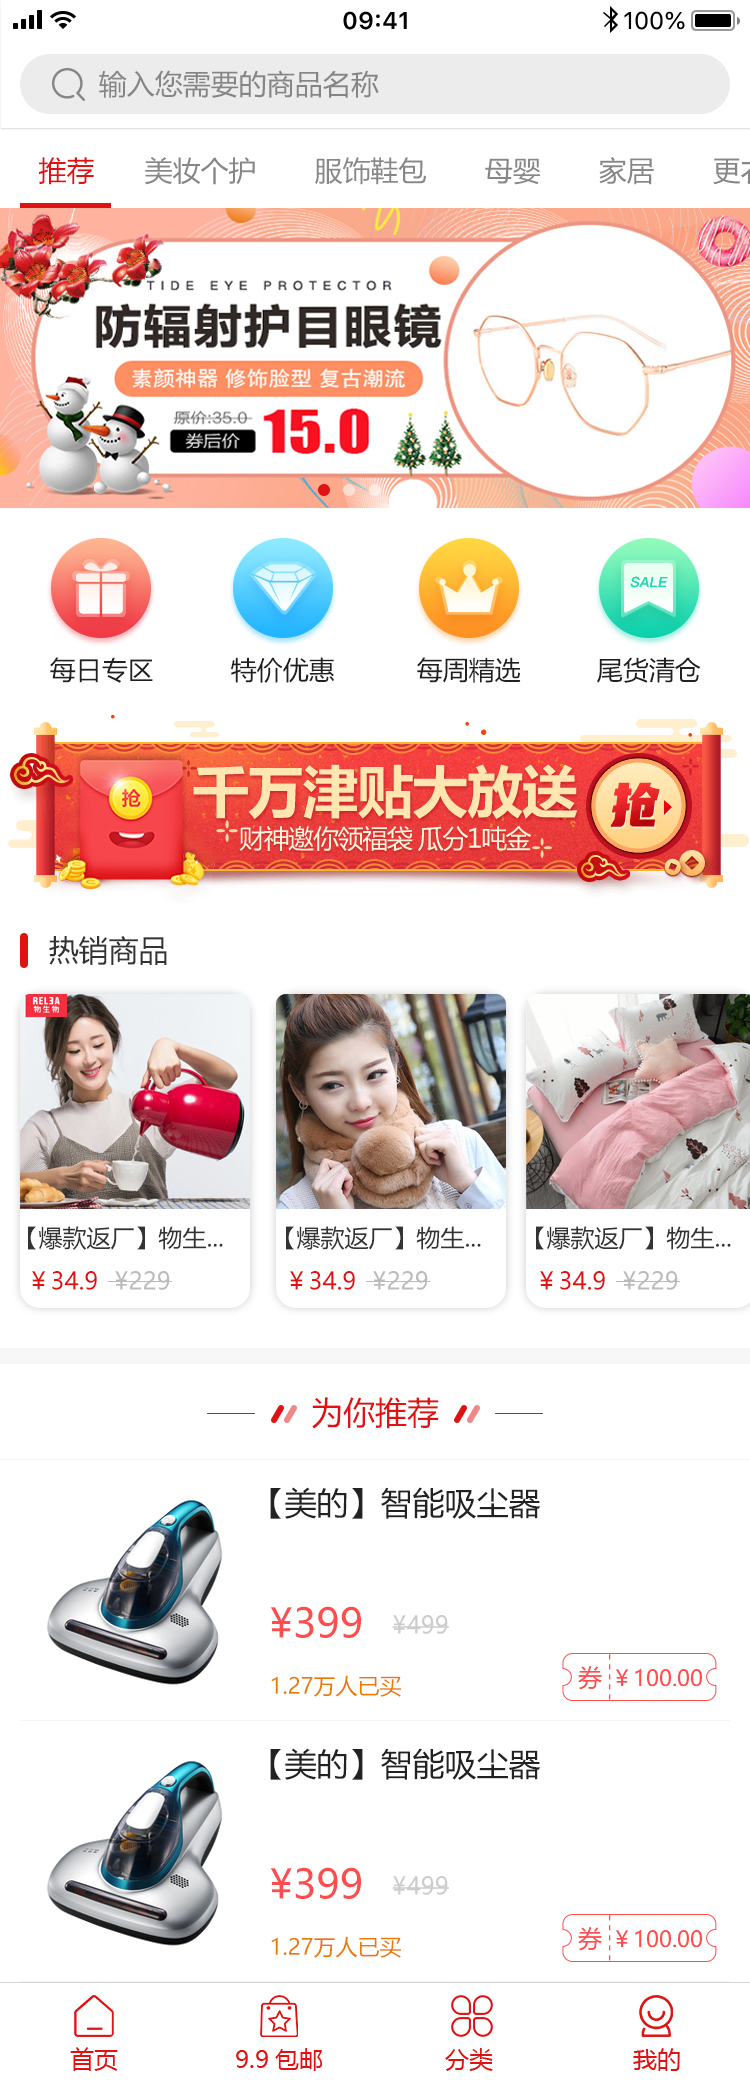 09:41
100%
输入您需要的商品名称
推荐 美妆个护 服饰鞋包 母婴 家居 更衣
TIDE EYE PROTECTOR
防辐射护目眼镜
素颜神器 修饰脸型 复古潮流
原价:35.0
券后价 15.0
SALE
每日专区 特价优惠 每周精选 尾货清仓
抢
千万津贴大放送
财神邀你领福袋 瓜分1吨金
抢
热销商品
RELEA
物生物
【爆款返厂】物生... 【爆款返厂】物生... 【爆款返厂】物生...
¥ 34.9 ¥229 ¥ 34.9 ¥229 ¥ 34.9 ¥229
为你推荐
【美的】智能吸尘器
¥399 ¥499
1.27万人已买
券 ¥ 100.00
【美的】智能吸尘器
¥399 ¥499
1.27万人已买
券 ¥ 100.00
首页 9.9 包邮 分类 我的